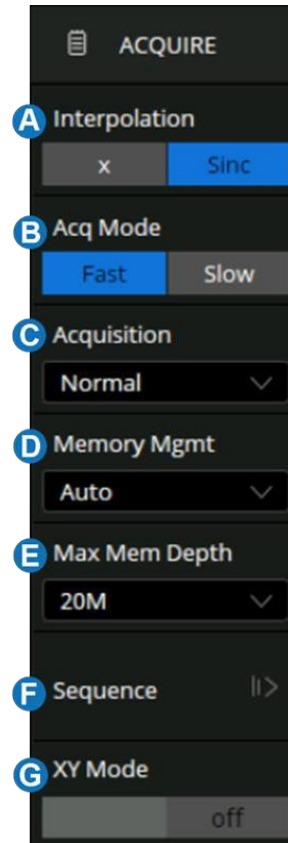 ACQUIRE
A Interpolation
x Sinc
B Acq Mode
Fast Slow
C Acquisition
Normal
D Memory Mgmt
Auto
E Max Mem Depth
20M
F Sequence
G XY Mode
off